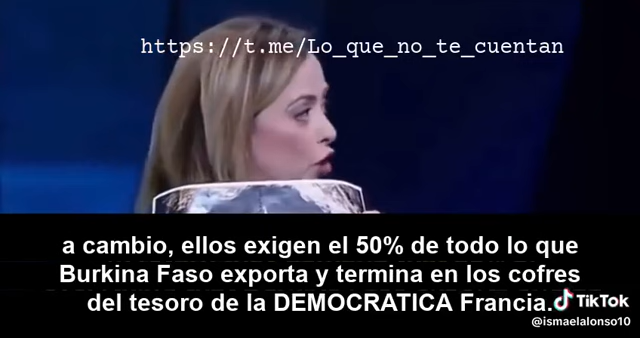 https://t.me/Lo_que_no_te_cuentan
a cambio, ellos exigen el 50% de todo lo que
Burkina Faso exporta y termina en los cofres
del tesoro de la DEMOCRATICA Francia.
TikTok
@ismaelalonso10